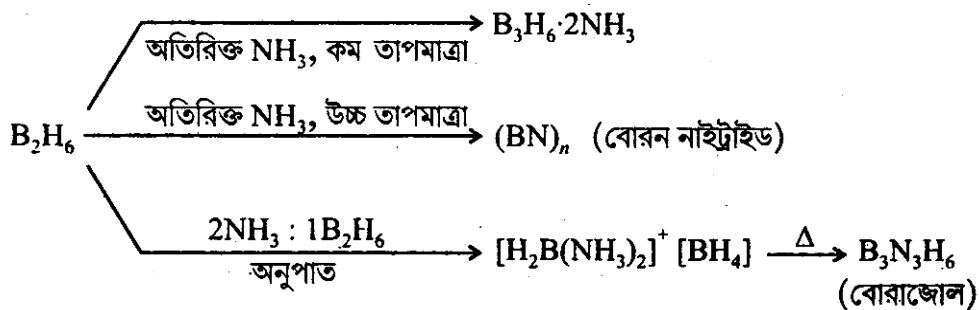 B₃H₆·2NH₃
অতিরিক্ত NH₃, কম তাপমাত্রা
অতিরিক্ত NH₃, উচ্চ তাপমাত্রা
B₂H₆ (BN)ₙ (বোরন নাইট্রাইড)
2NH₃ : 1B₂H₆
অনুপাত
[H₂B(NH₃)₂]⁺ [BH₄] Δ B₃N₃H₆
(বোরাজোল)